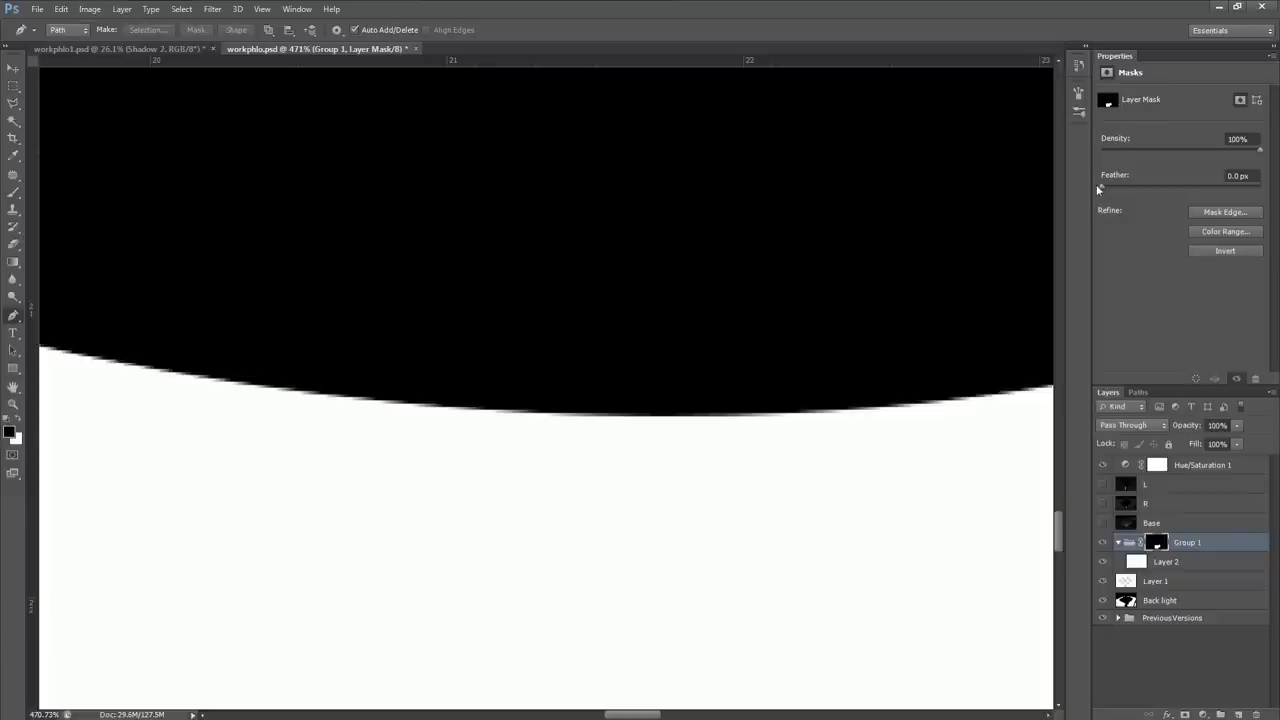 Ps File Edit Image Layer Type Select Filter 3D View Window Help
Path Make: Selection... Mask Shape Auto Add/Delete Align Edges Essentials
workphlo1.psd @ 26.1% (Shadow 2, RGB/8*) * × workphlo.psd @ 471% (Group 1, Layer Mask/8) * ×
20 21 22 23
Properties
Masks
Layer Mask
Density: 100%
Feather: 0.0 px
Refine: Mask Edge...
Color Range...
Invert
Layers Paths
Kind
Pass Through Opacity: 100%
Lock: Fill: 100%
Hue/Saturation 1
L
R
Base
Group 1
Layer 2
Layer 1
Back light
PreviousVersions
470.73% Doc: 29.6M/127.5M